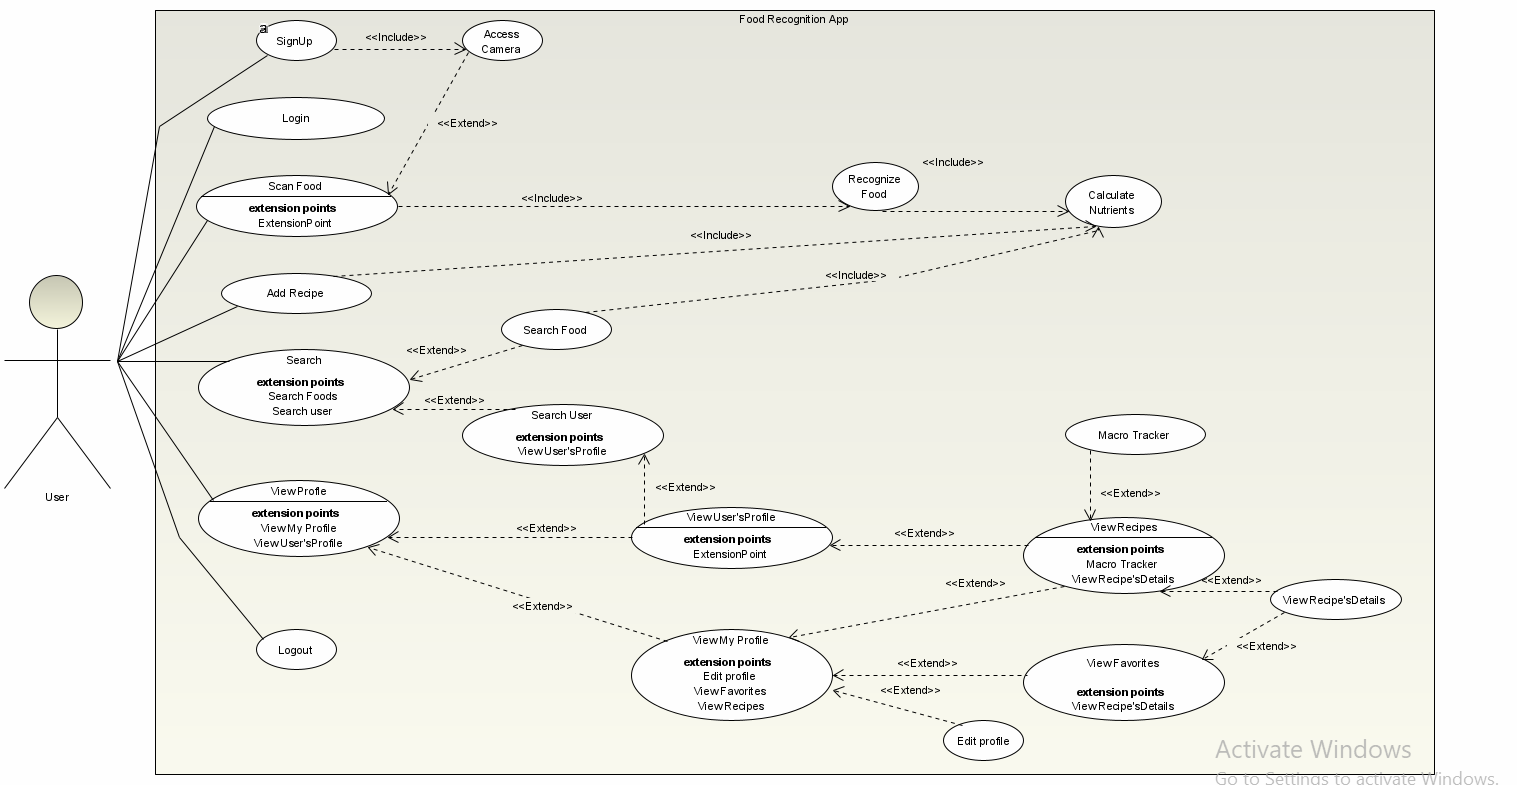 Food Recognition App
a
SignUp
<<Include>>
Access
Camera
Login
<<Extend>>
Scan Food
extension points
ExtensionPoint
<<Include>>
Recognize
Food
<<Include>>
Calculate
Nutrients
<<Include>>
Add Recipe
<<Include>>
Search Food
<<Extend>>
Search
extension points
Search Foods
Search user
<<Extend>>
Search User
extension points
ViewUser'sProfile
Macro Tracker
<<Extend>>
<<Extend>>
User
ViewProfle
extension points
ViewMy Profile
ViewUser'sProfile
<<Extend>>
ViewUser'sProfile
extension points
ExtensionPoint
<<Extend>>
ViewRecipes
extension points
Macro Tracker
ViewRecipe'sDetails
<<Extend>>
<<Extend>>
ViewRecipe'sDetails
<<Extend>>
<<Extend>>
Logout
ViewMy Profile
extension points
Edit profile
ViewFavorites
ViewRecipes
<<Extend>>
<<Extend>>
ViewFavorites
extension points
ViewRecipe'sDetails
Edit profile
Activate Windows
Go to Settings to activate Windows.